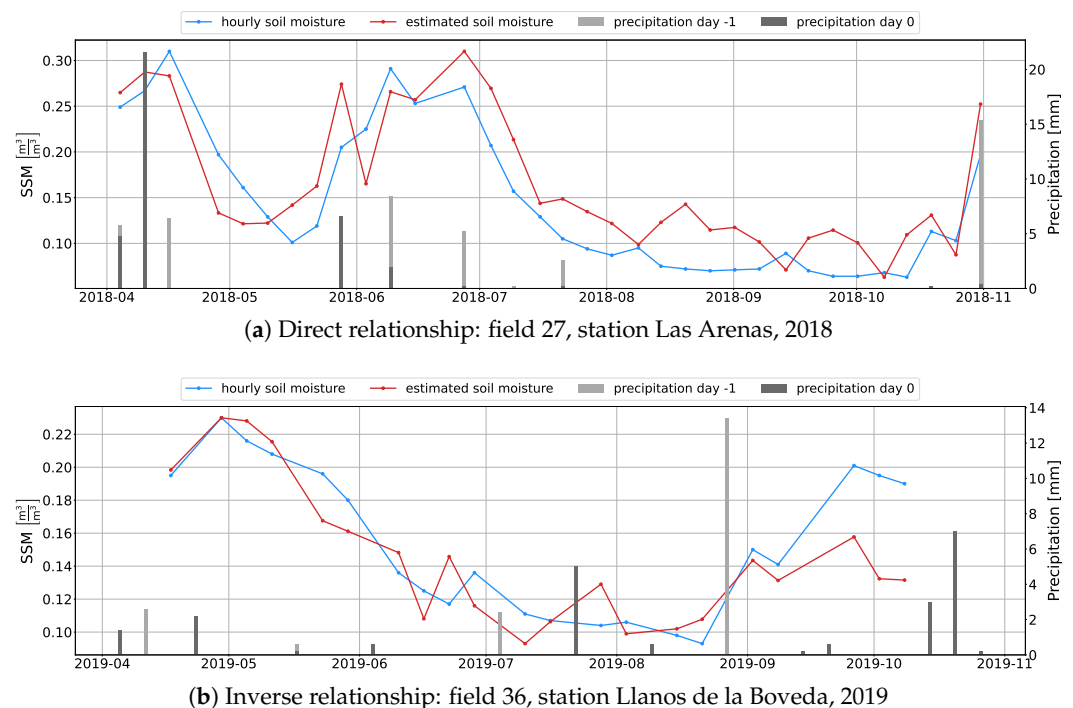 hourly soil moisture estimated soil moisture precipitation day -1 precipitation day 0
0.30
0.25
0.20
0.15
0.10
SSM [m³/m³]
20
15
10
5
0
Precipitation [mm]
2018-04 2018-05 2018-06 2018-07 2018-08 2018-09 2018-10 2018-11
(a) Direct relationship: field 27, station Las Arenas, 2018
hourly soil moisture estimated soil moisture precipitation day -1 precipitation day 0
0.22
0.20
0.18
0.16
0.14
0.12
0.10
SSM [m³/m³]
14
12
10
8
6
4
2
0
Precipitation [mm]
2019-04 2019-05 2019-06 2019-07 2019-08 2019-09 2019-10 2019-11
(b) Inverse relationship: field 36, station Llanos de la Boveda, 2019